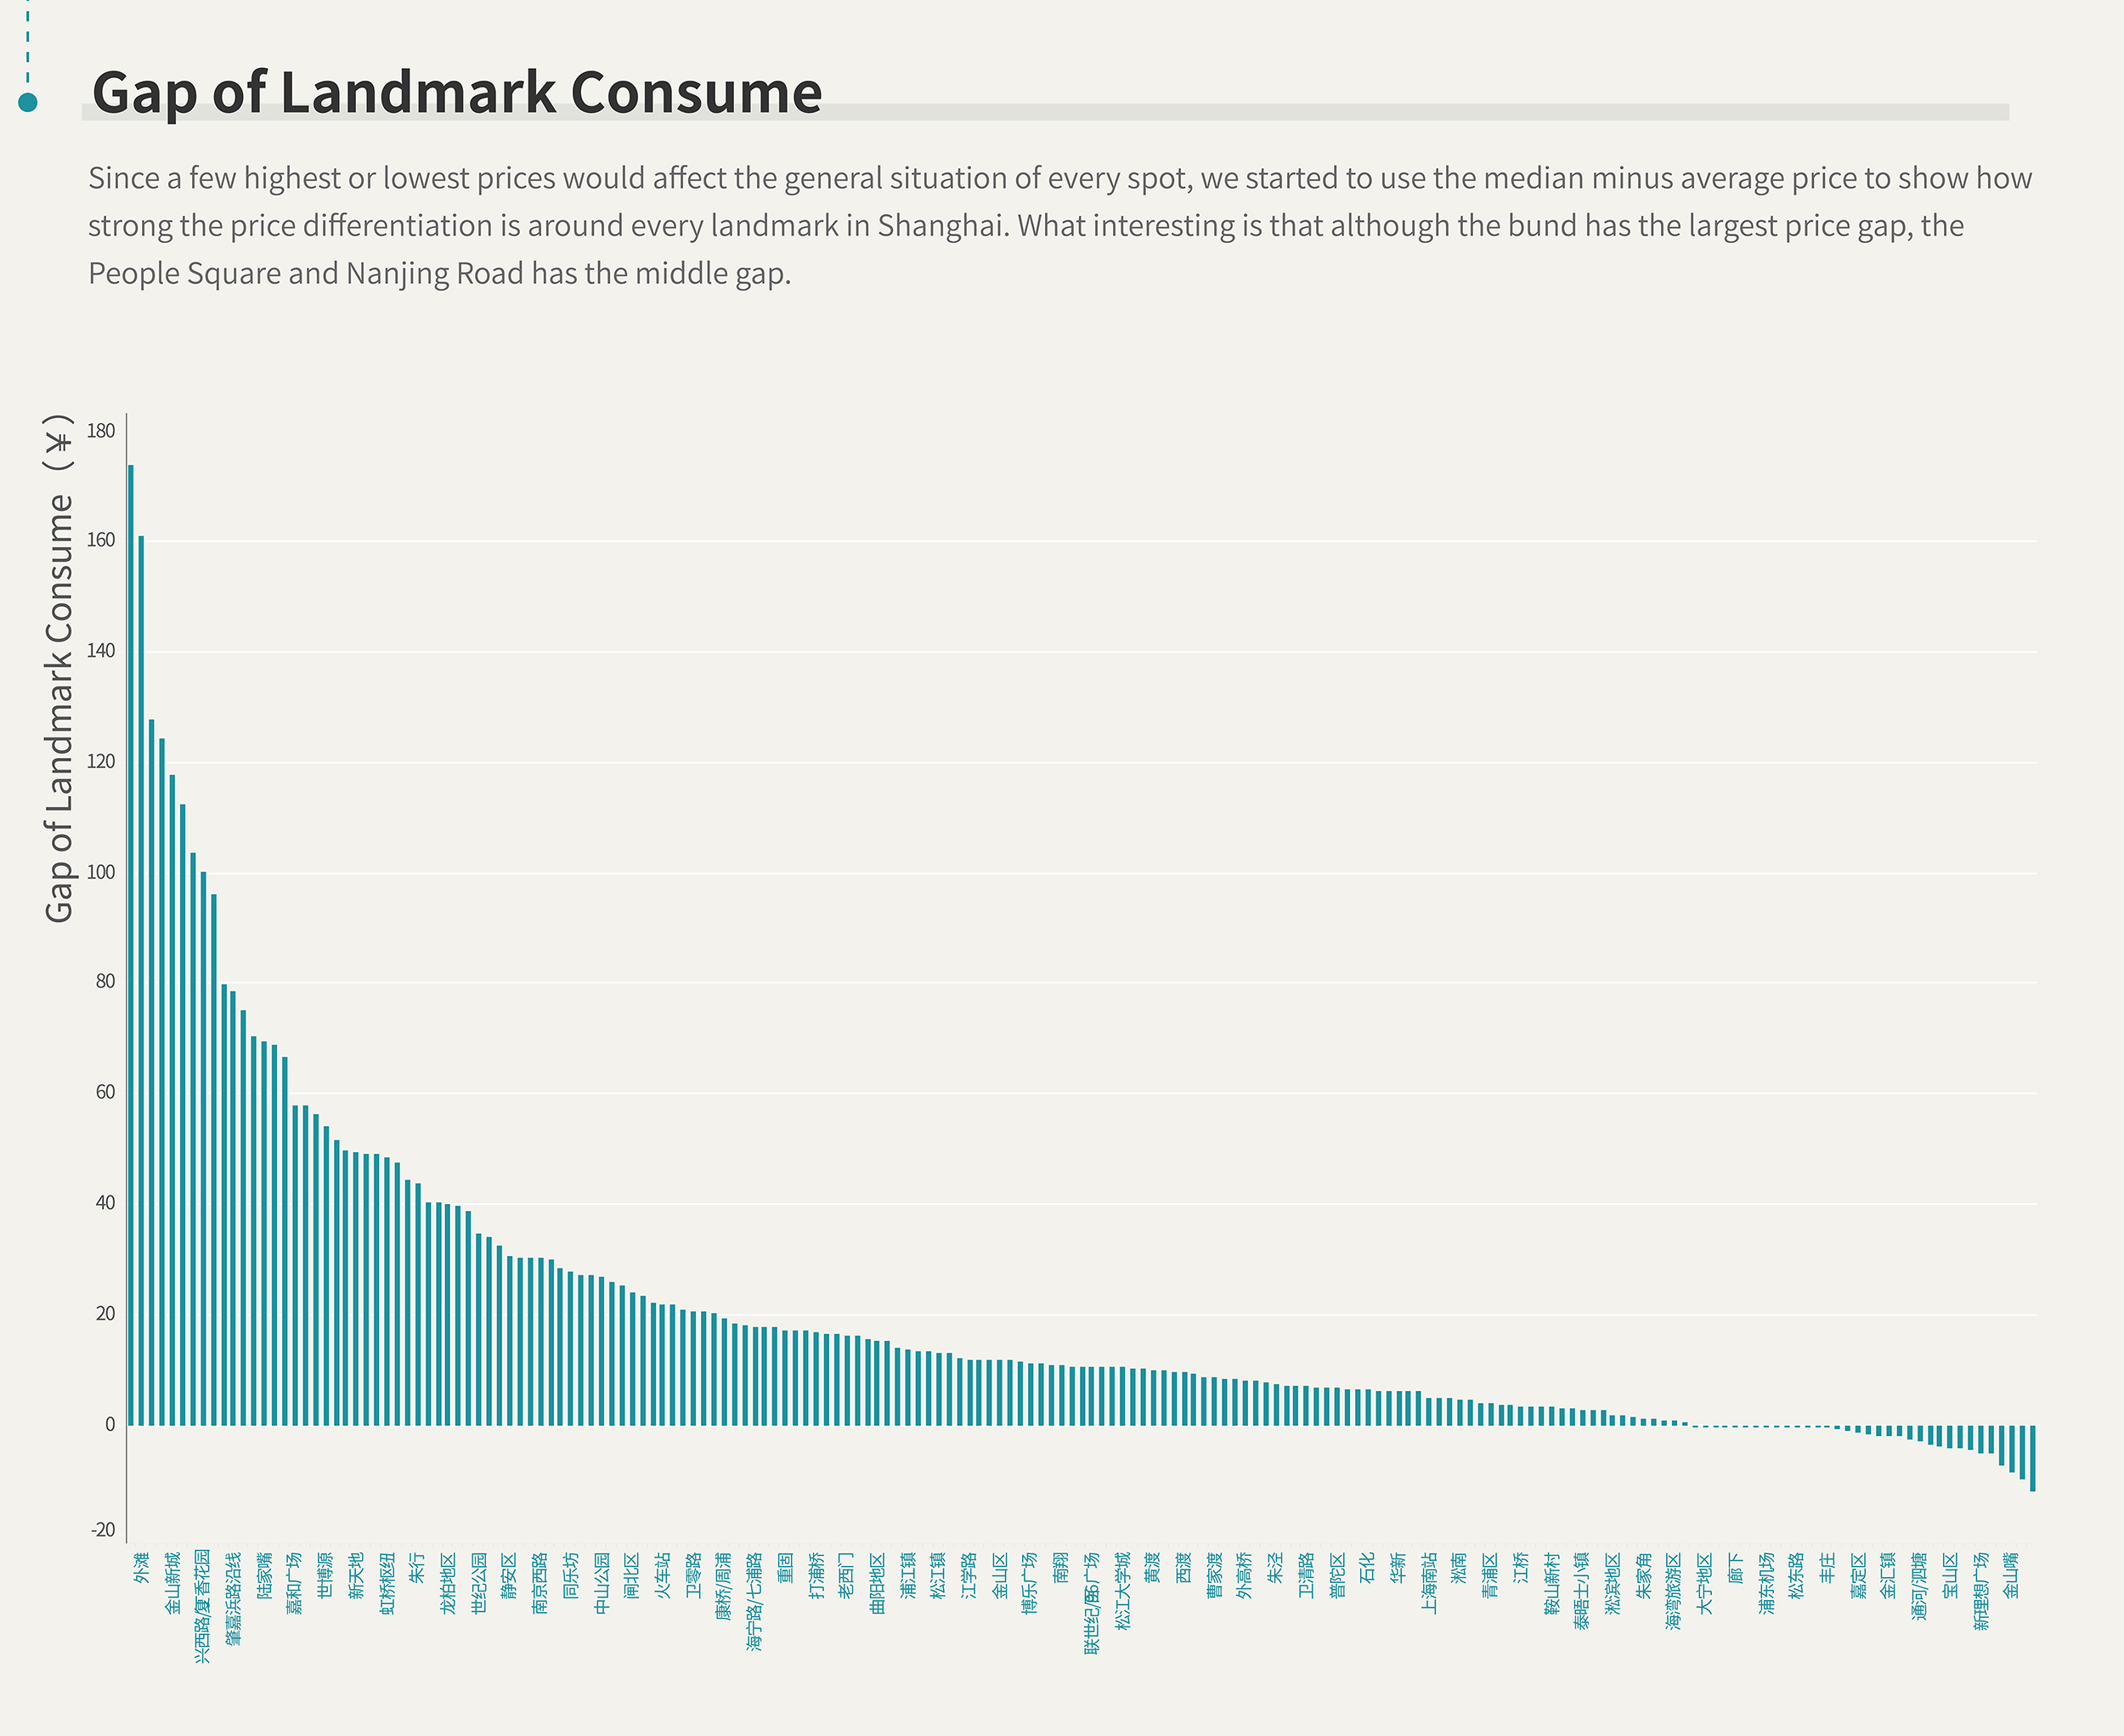 Gap of Landmark Consume
Since a few highest or lowest prices would affect the general situation of every spot, we started to use the median minus average price to show how
strong the price differentiation is around every landmark in Shanghai. What interesting is that although the bund has the largest price gap, the
People Square and Nanjing Road has the middle gap.
Gap of Landmark Consume (¥)
180
160
140
120
100
80
60
40
20
0
-20
外滩
金山新城
兴西路/复香花园
肇嘉浜路沿线
陆家嘴
嘉和广场
世博源
新天地
虹桥枢纽
朱行
龙柏地区
世纪公园
静安区
南京西路
同乐坊
中山公园
闸北区
火车站
卫零路
康桥/周浦
海宁路/七浦路
重固
打浦桥
老西门
曲阳地区
浦江镇
松江镇
江学路
金山区
博乐广场
南翔
联世纪/
广场
松江大学城
黄渡
西渡
曹家渡
外高桥
朱泾
卫清路
普陀区
石化
华新
上海南站
淞南
青浦区
江桥
鞍山新村
泰晤士小镇
淞滨地区
朱家角
海湾旅游区
大宁地区
廊下
浦东机场
松东路
丰庄
嘉定区
金汇镇
通河/泗塘
宝山区
新理想广场
金山嘴